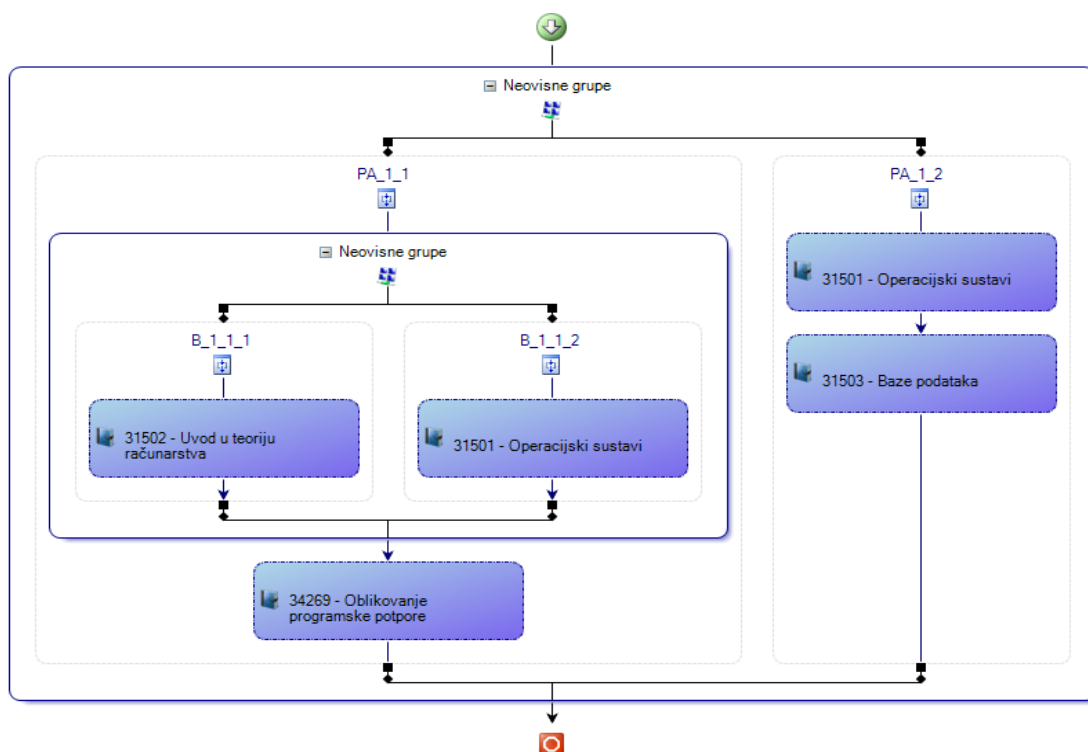 Neovisne grupe
PA_1_1
PA_1_2
Neovisne grupe
31501 - Operacijski sustavi
B_1_1_1
B_1_1_2
31503 - Baze podataka
31502 - Uvod u teoriju
računarstva
31501 - Operacijski sustavi
34269 - Oblikovanje
programske potpore